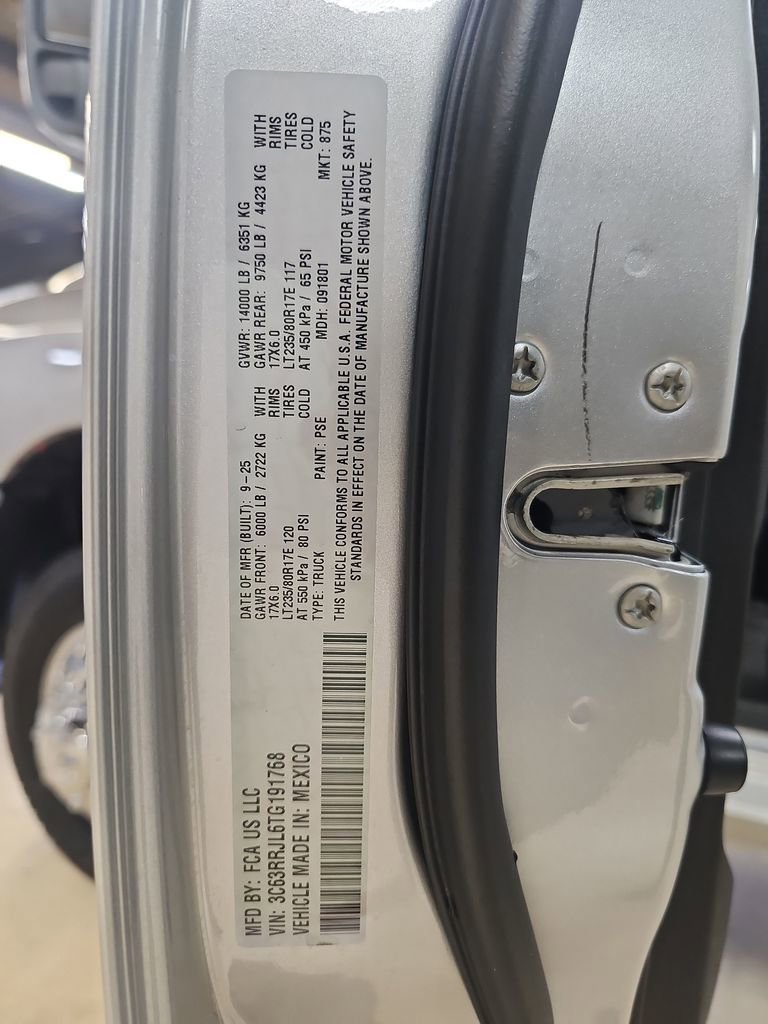 MFD BY: FCA US LLC
VIN: 3C63RRJL6TG191768
VEHICLE MADE IN: MEXICO
DATE OF MFR (BUILT): 9-25 GVWR: 14000 LB / 6351 KG
GAWR FRONT: 6000 LB / 2722 KG WITH GAWR REAR: 9750 LB / 4423 KG WITH
17X6.0 RIMS 17X6.0 RIMS
LT235/80R17E 120 TIRES LT235/80R17E 117 TIRES
AT 550 kPa / 80 PSI COLD AT 450 kPa / 65 PSI COLD
TYPE: TRUCK PAINT: PSE MDH: 091801 MKT: 875
THIS VEHICLE CONFORMS TO ALL APPLICABLE U.S.A. FEDERAL MOTOR VEHICLE SAFETY
STANDARDS IN EFFECT ON THE DATE OF MANUFACTURE SHOWN ABOVE.